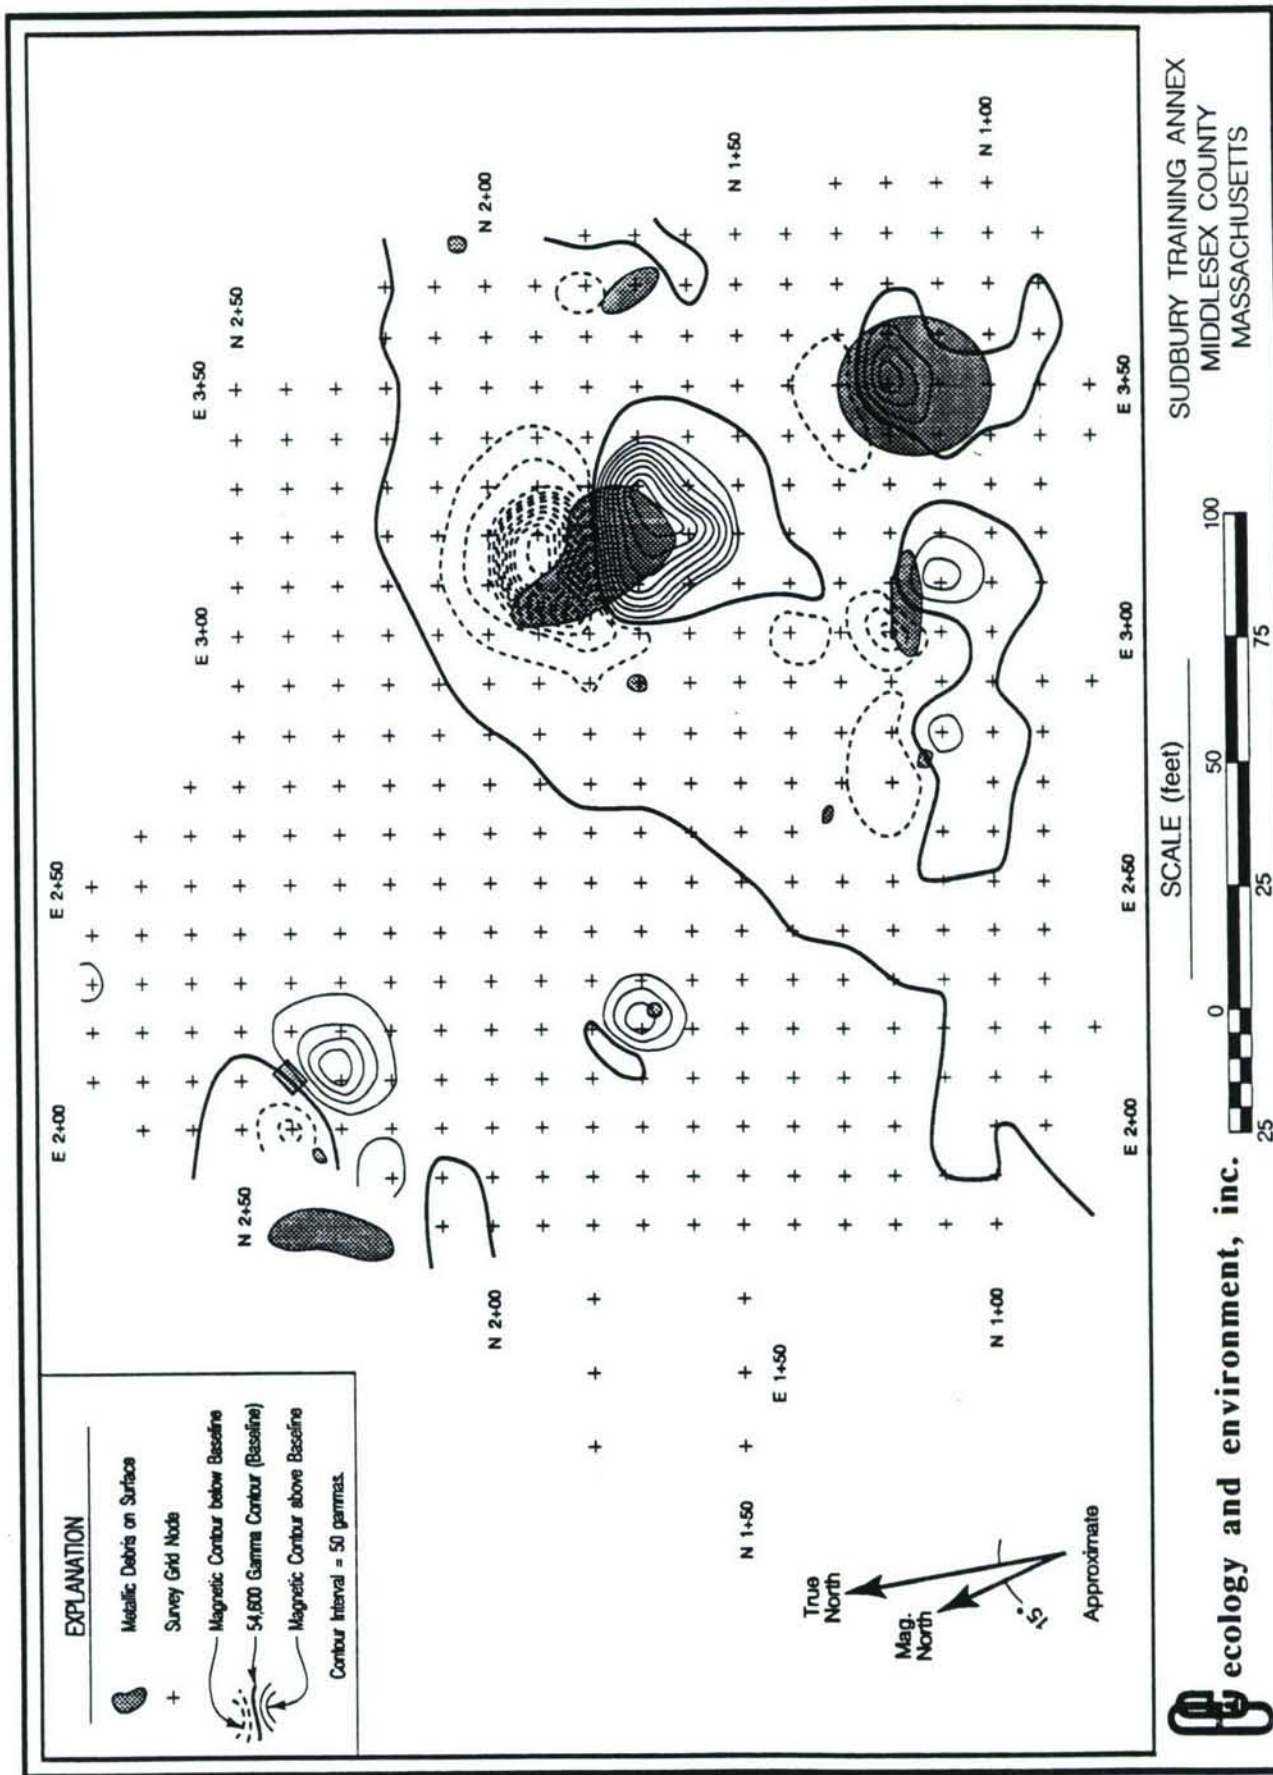 EXPLANATION
Metallic Debris on Surface
+ Survey Grid Node
Magnetic Contour below Baseline
54,600 Gamma Contour (Baseline)
Magnetic Contour above Baseline
Contour Interval = 50 gammas.
E 2+00
E 2+50
E 3+00
E 3+50
N 2+50
N 2+50
N 2+00
N 2+00
N 1+50
N 1+50
E 1+50
N 1+00
N 1+00
E 2+00
E 2+50
E 3+00
E 3+50
True
North
Mag.
North
15°
Approximate
ecology and environment, inc.
SCALE (feet)
25
0
25
50
75
100
SUDBURY TRAINING ANNEX
MIDDLESEX COUNTY
MASSACHUSETTS